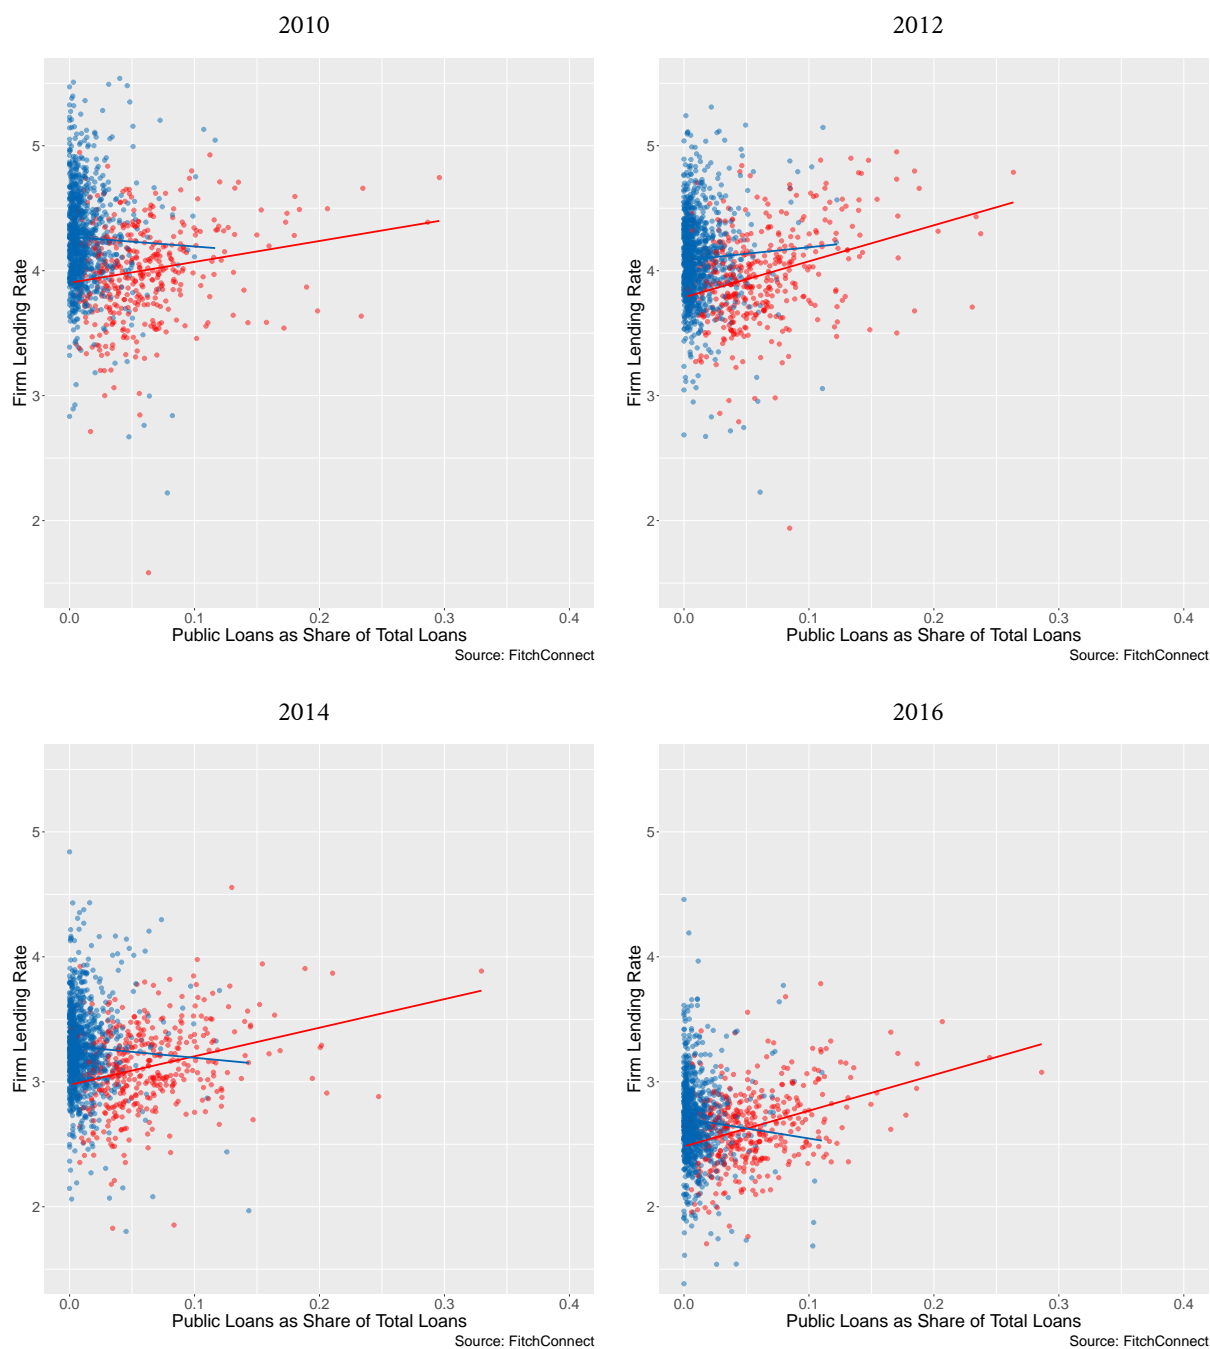 2010
2012
5
4
3
2
Firm Lending Rate
0.0 0.1 0.2 0.3 0.4
Public Loans as Share of Total Loans
Source: FitchConnect
5
4
3
2
Firm Lending Rate
0.0 0.1 0.2 0.3 0.4
Public Loans as Share of Total Loans
Source: FitchConnect
2014
2016
5
4
3
2
Firm Lending Rate
0.0 0.1 0.2 0.3 0.4
Public Loans as Share of Total Loans
Source: FitchConnect
5
4
3
2
Firm Lending Rate
0.0 0.1 0.2 0.3 0.4
Public Loans as Share of Total Loans
Source: FitchConnect